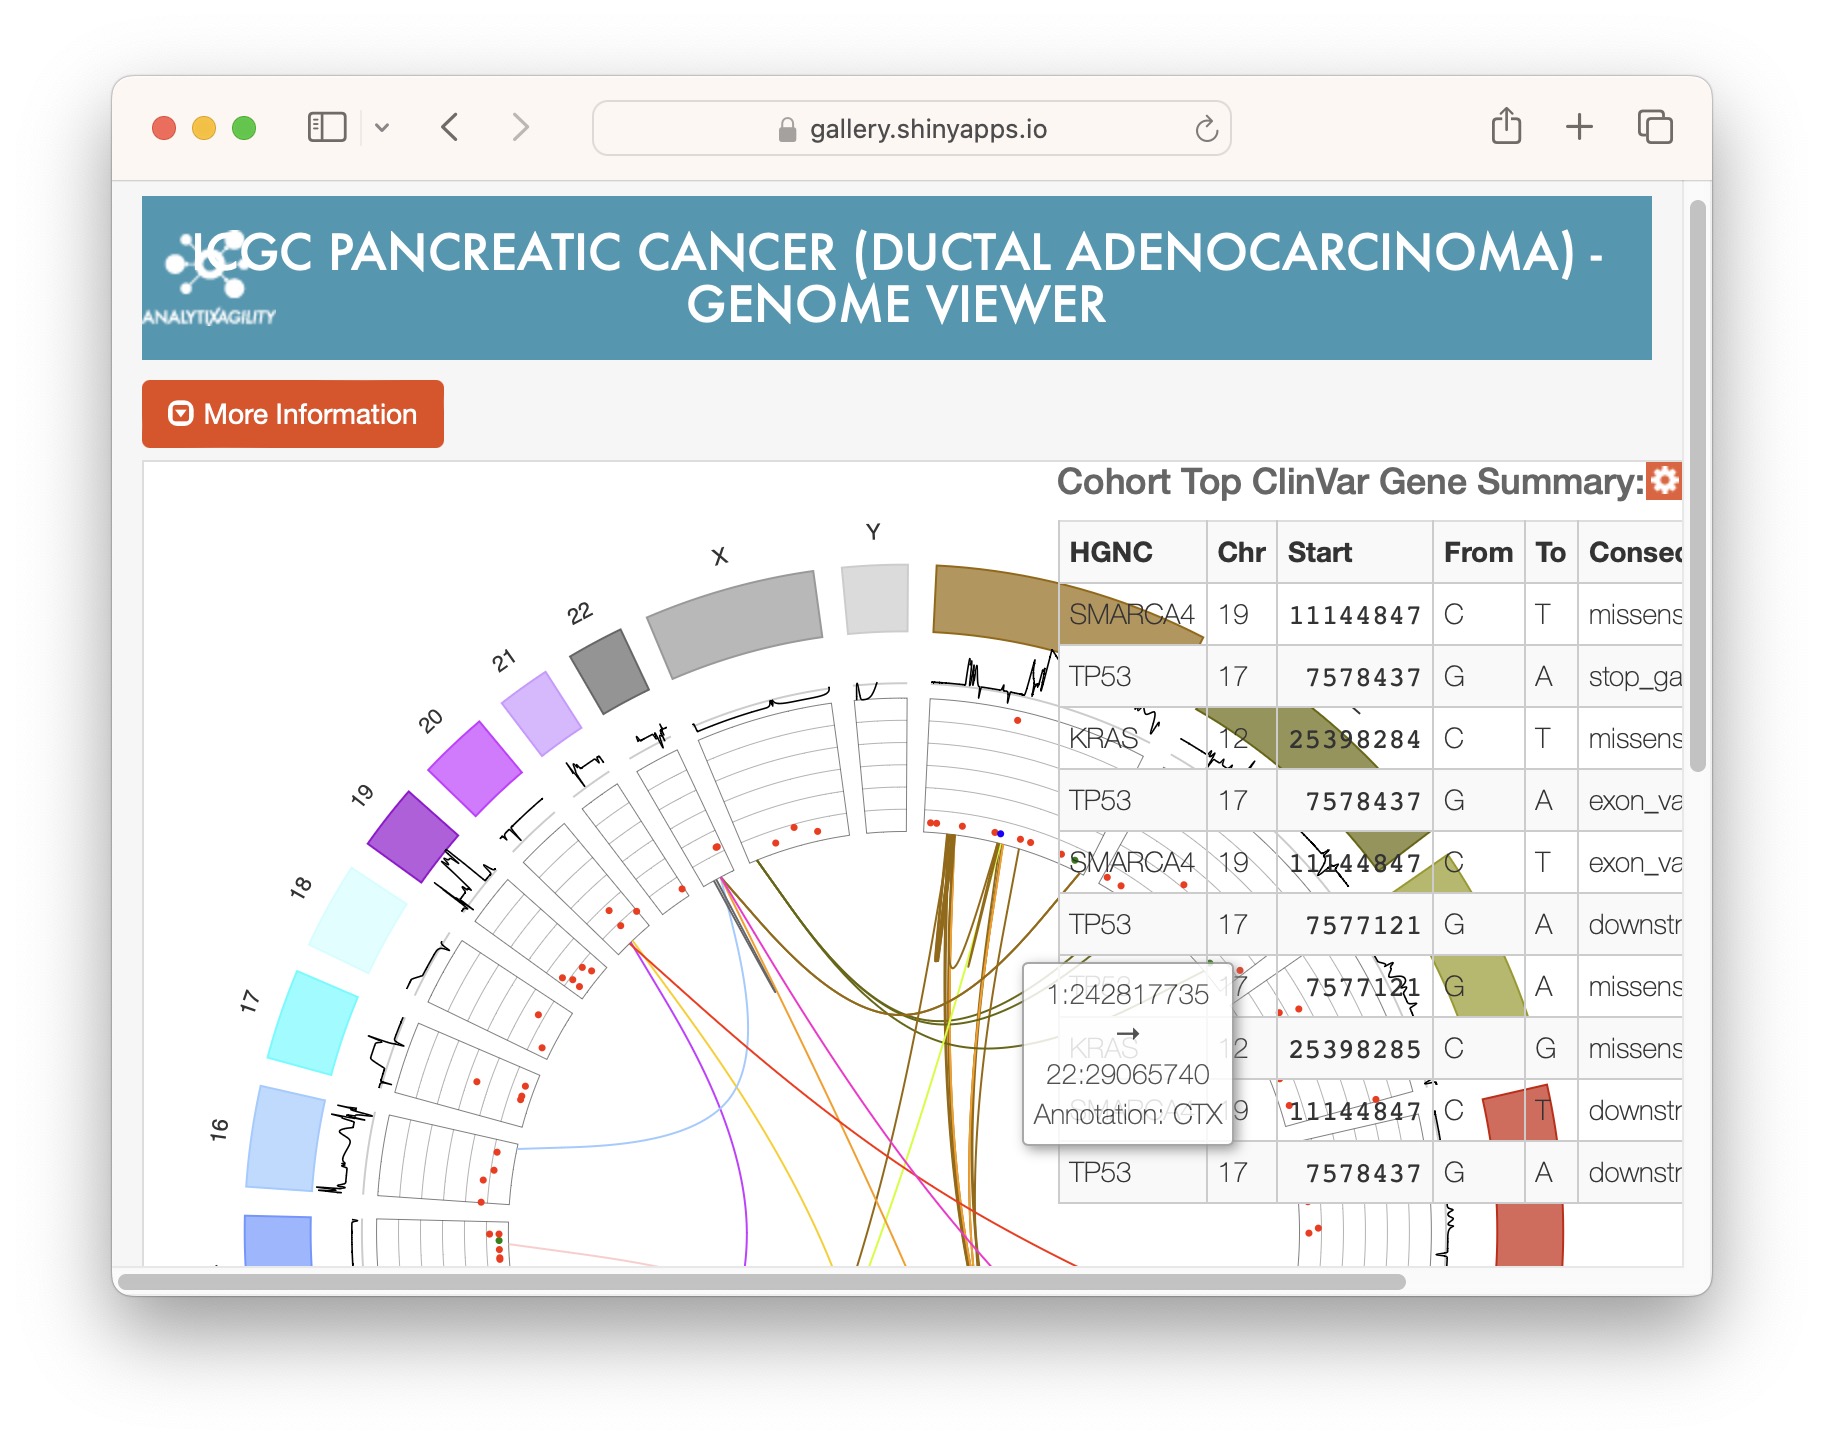 gallery.shinyapps.io
ICGC PANCREATIC CANCER (DUCTAL ADENOCARCINOMA) -
GENOME VIEWER
ANALYTIXAGILITY
More Information
Cohort Top ClinVar Gene Summary:
HGNC Chr Start From To Consec
SMARCA4 19 11144847 C T missens
TP53 17 7578437 G A stop_ga
KRAS 12 25398284 C T missens
TP53 17 7578437 G A exon_va
SMARCA4 19 11144847 C T exon_va
TP53 17 7577121 G A downstr
TP53 17 7577121 G A missens
KRAS 12 25398285 C G missens
SMARCA4 19 11144847 C T downstr
TP53 17 7578437 G A downstr
1:242817735
→
22:29065740
Annotation: CTX
Y
X
22
21
20
19
18
17
16